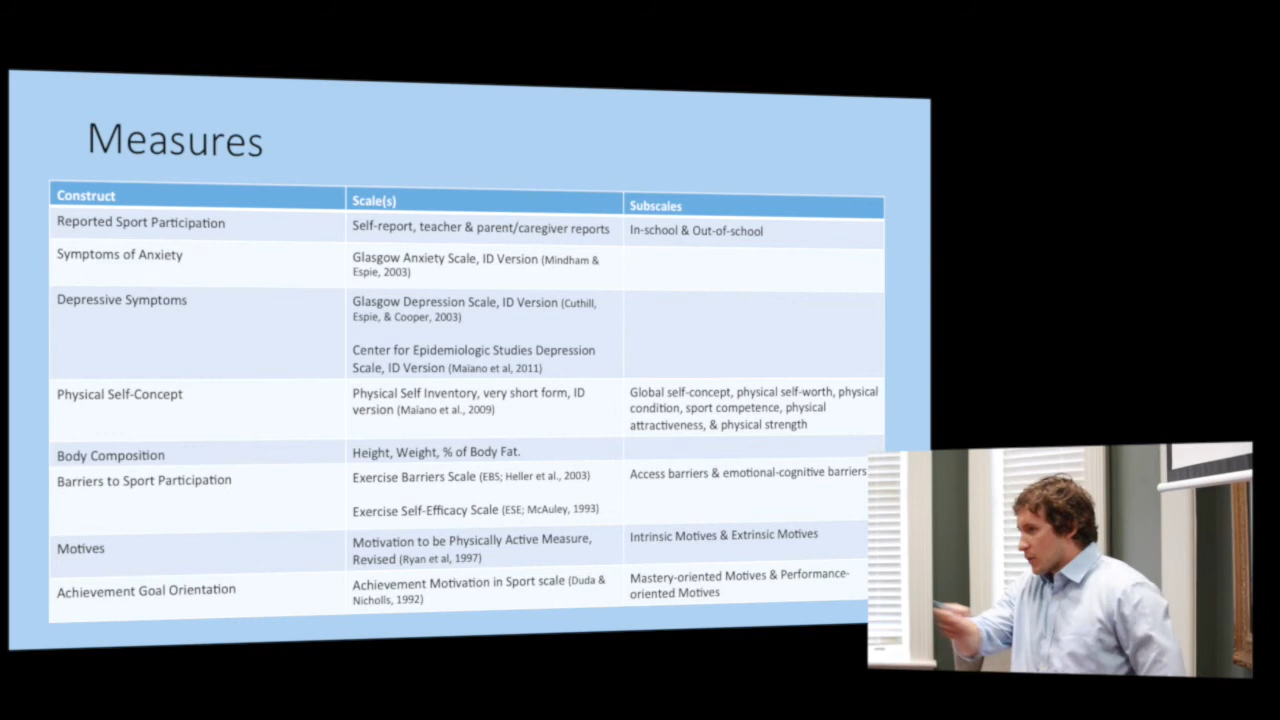 Measures
Construct
Scale(s)
Subscales
Reported Sport Participation
Self-report, teacher & parent/caregiver reports
In-school & Out-of-school
Symptoms of Anxiety
Glasgow Anxiety Scale, ID Version (Mindham &
Espie, 2003)
Depressive Symptoms
Glasgow Depression Scale, ID Version (Cuthill,
Espie, & Cooper, 2003)
Center for Epidemiologic Studies Depression
Scale, ID Version (Maïano et al, 2011)
Physical Self-Concept
Physical Self Inventory, very short form, ID
version (Maïano et al., 2009)
Global self-concept, physical self-worth, physical
condition, sport competence, physical
attractiveness, & physical strength
Body Composition
Height, Weight, % of Body Fat.
Barriers to Sport Participation
Exercise Barriers Scale (EBS; Heller et al., 2003)
Exercise Self-Efficacy Scale (ESE; McAuley, 1993)
Access barriers & emotional-cognitive barriers
Motives
Motivation to be Physically Active Measure,
Revised (Ryan et al, 1997)
Intrinsic Motives & Extrinsic Motives
Achievement Goal Orientation
Achievement Motivation in Sport scale (Duda &
Nicholls, 1992)
Mastery-oriented Motives & Performance-
oriented Motives